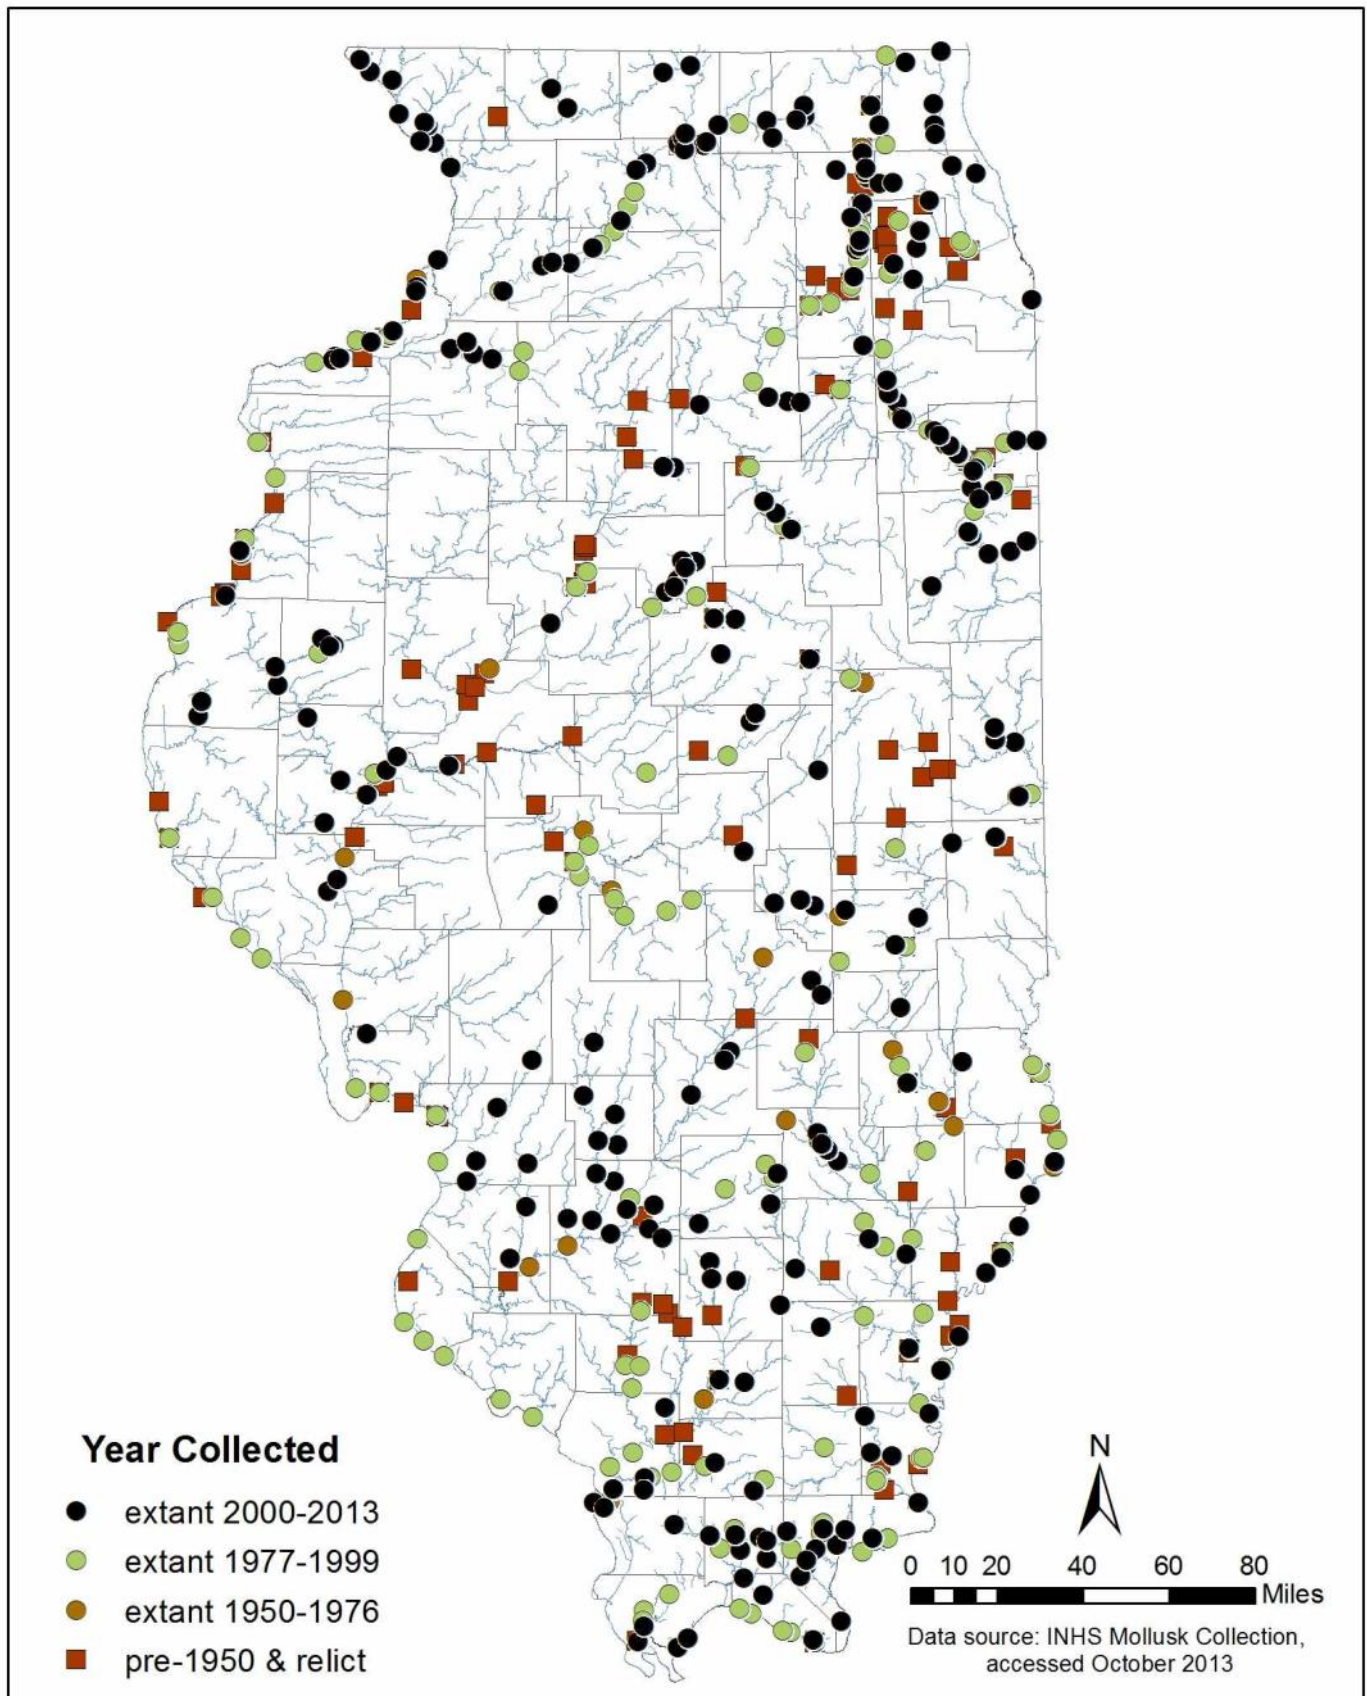 Year Collected
extant 2000-2013
extant 1977-1999
extant 1950-1976
pre-1950 & relict
N
0 10 20 40 60 80
Miles
Data source: INHS Mollusk Collection,
accessed October 2013